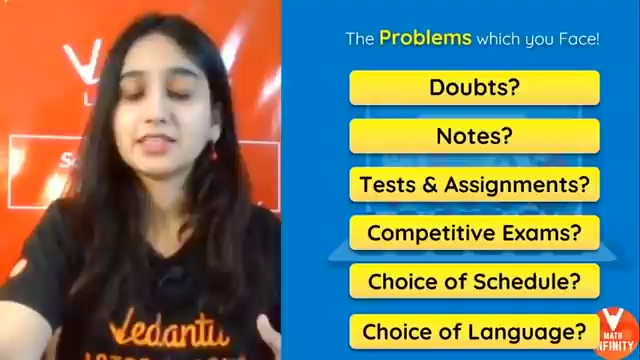 The Problems which you Face!
Doubts?
Notes?
Tests & Assignments?
Competitive Exams?
Choice of Schedule?
Choice of Language?
Vedantu
MATH